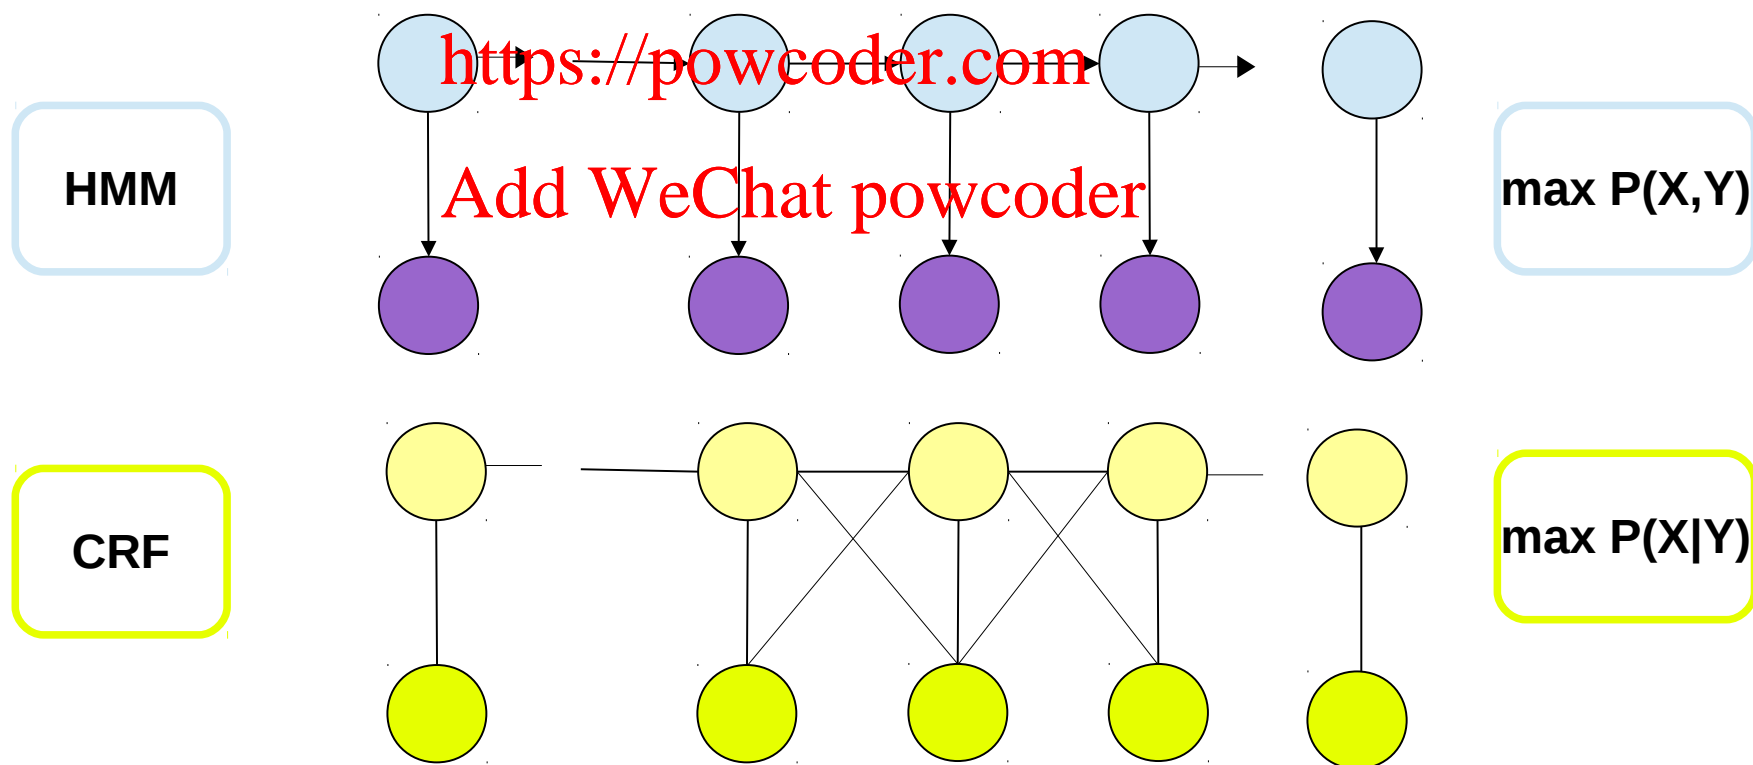 https://powcoder.com
HMM
max P(X,Y)
Add WeChat powcoder
CRF
max P(X|Y)